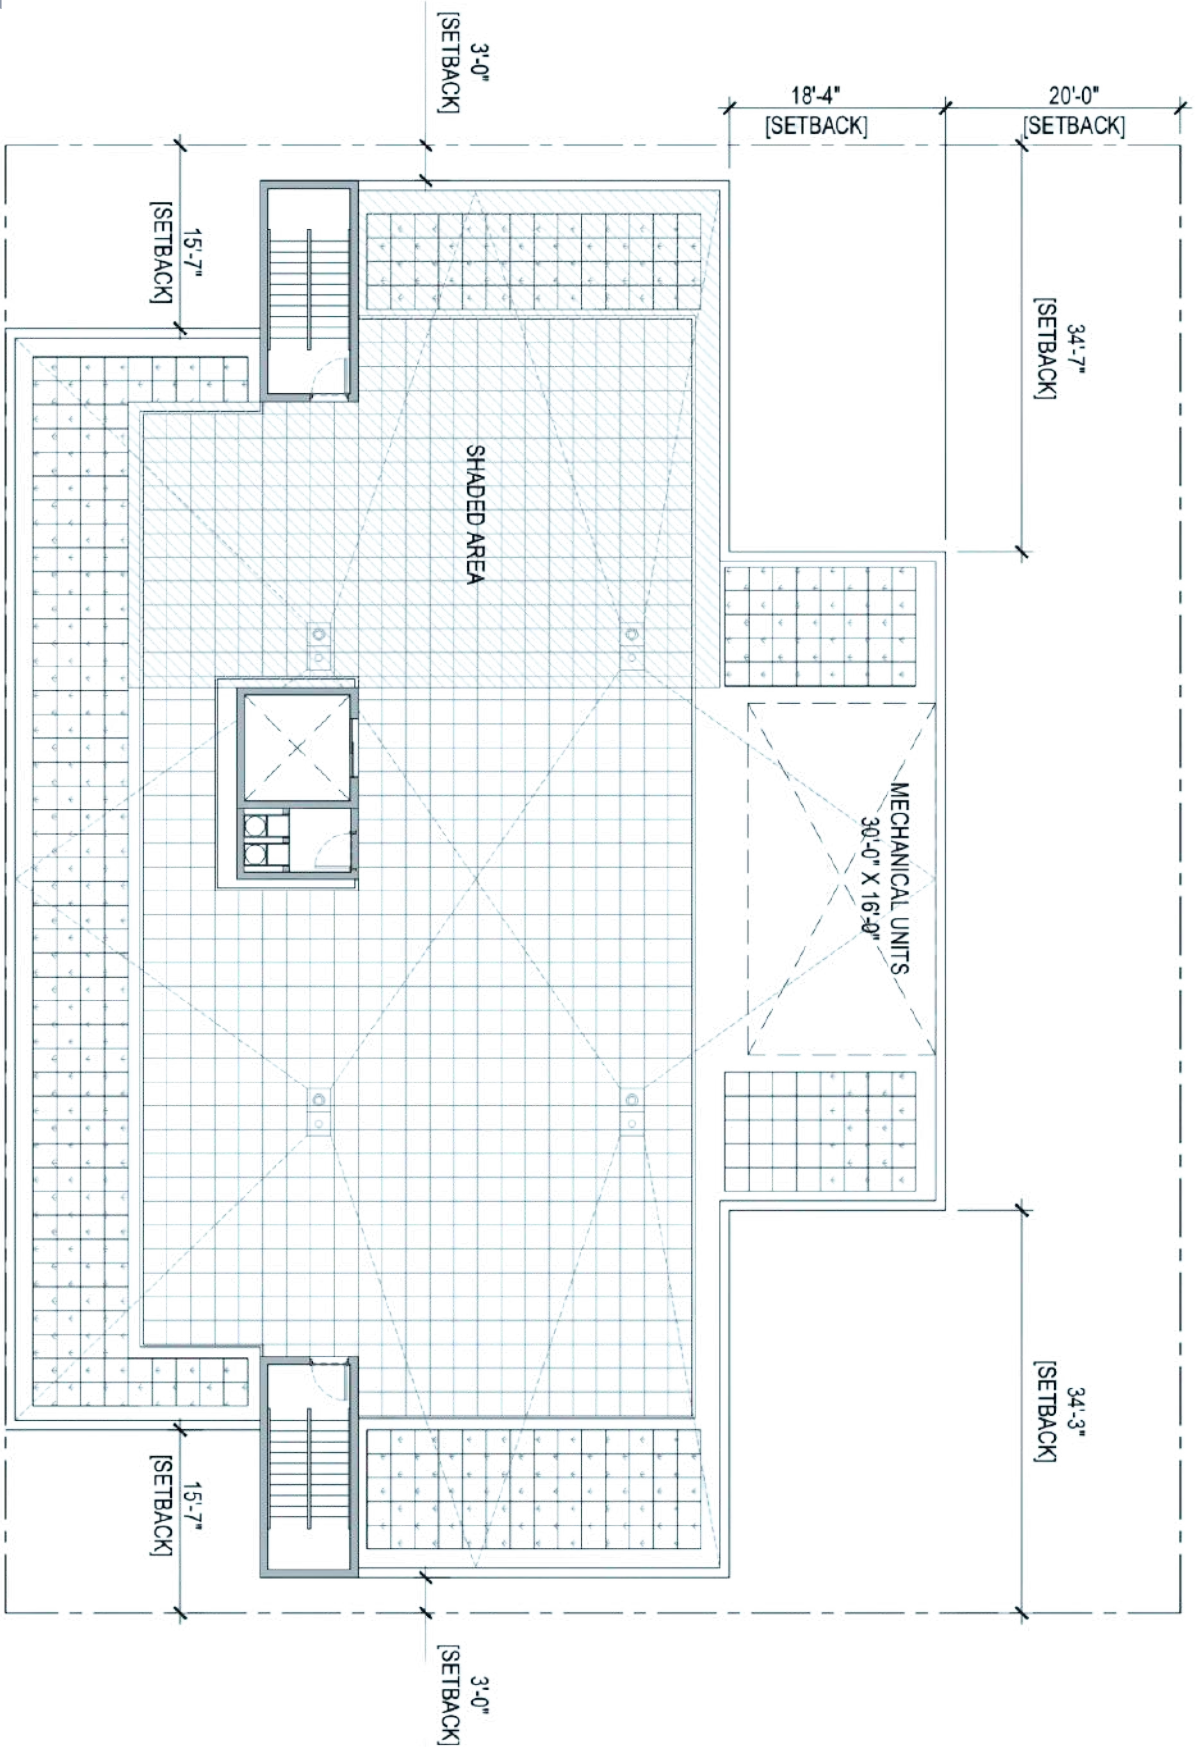 3'-0"
[SETBACK]
18'-4"
[SETBACK]
20'-0"
[SETBACK]
15'-7"
[SETBACK]
34'-7"
[SETBACK]
SHADED AREA
MECHANICAL UNITS
30'-0" X 16'-0"
34'-3"
[SETBACK]
15'-7"
[SETBACK]
3'-0"
[SETBACK]